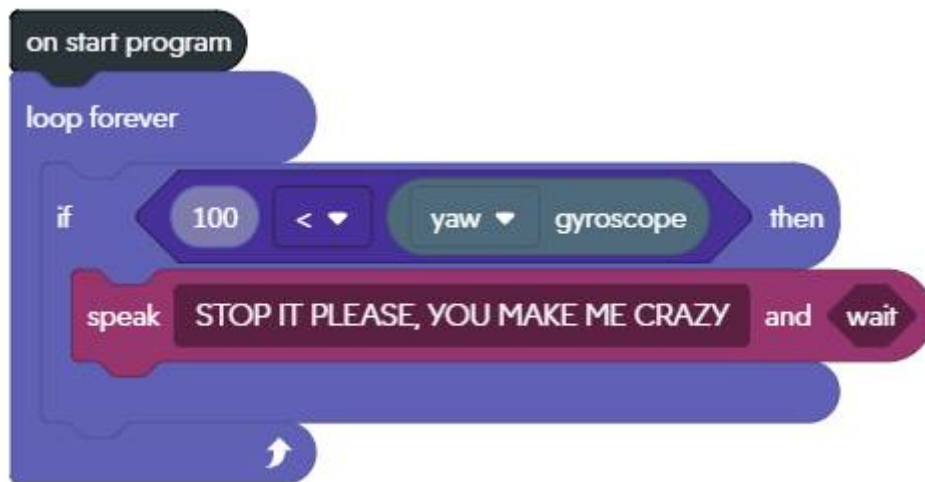 on start program
loop forever
if 100 < yaw gyroscope then
speak STOP IT PLEASE, YOU MAKE ME CRAZY and wait